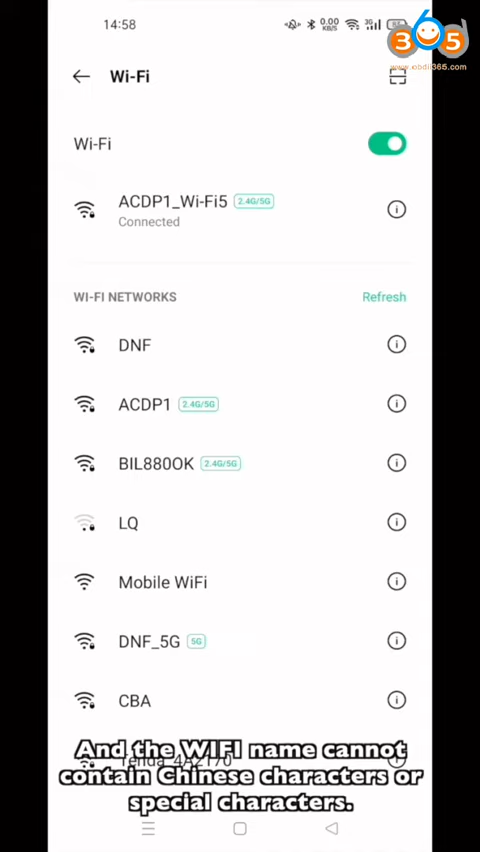 14:58
0.00
KB/S
3G
365
www.obdii365.com
Wi-Fi
Wi-Fi
ACDP1_Wi-Fi5 2.4G/5G
Connected
WI-FI NETWORKS Refresh
DNF
ACDP1 2.4G/5G
BIL880OK 2.4G/5G
LQ
Mobile WiFi
DNF_5G 5G
CBA
Tenda_4A2170
And the WIFI name cannot
contain Chinese characters or
special characters.